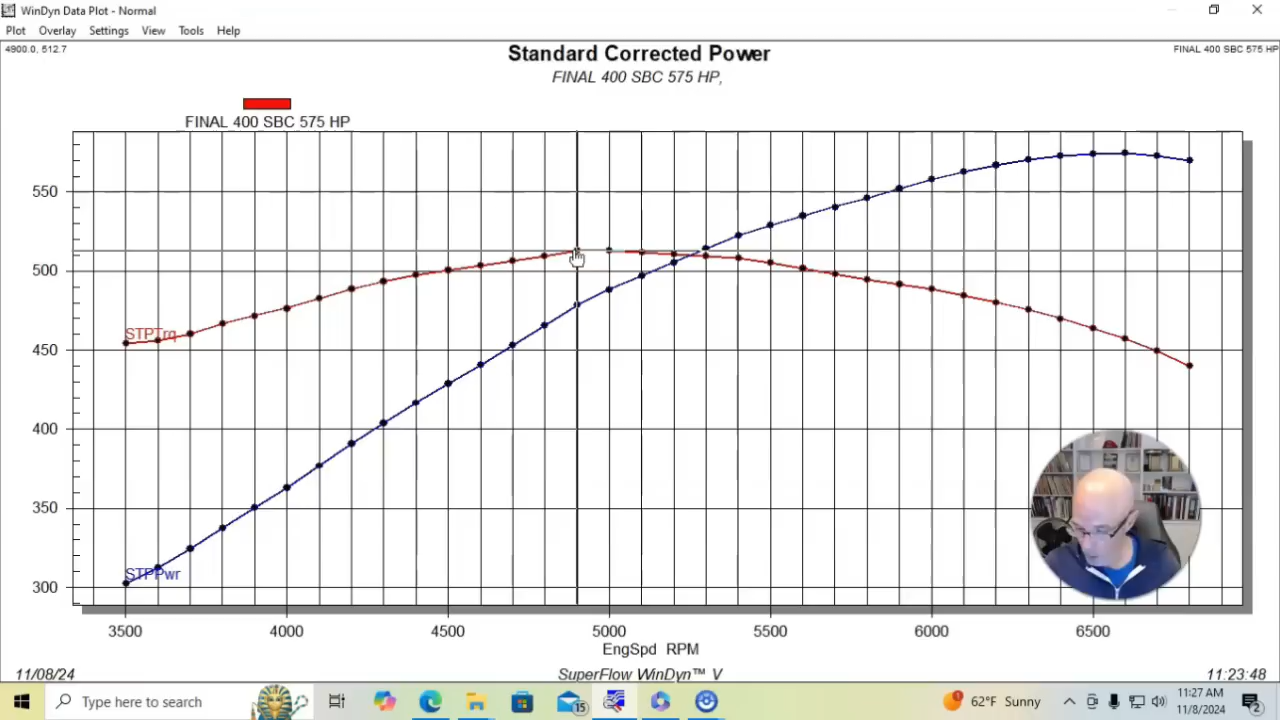 WinDyn Data Plot - Normal
Plot Overlay Settings View Tools Help
4900.0, 512.7
FINAL 400 SBC 575 HP
Standard Corrected Power
FINAL 400 SBC 575 HP,
FINAL 400 SBC 575 HP
550
500
450
400
350
300
STPTrq
STPPwr
3500 4000 4500 5000 5500 6000 6500
EngSpd RPM
11/08/24
SuperFlow WinDyn™ V
11:23:48
Type here to search
15
62°F Sunny
11:27 AM
11/8/2024
2